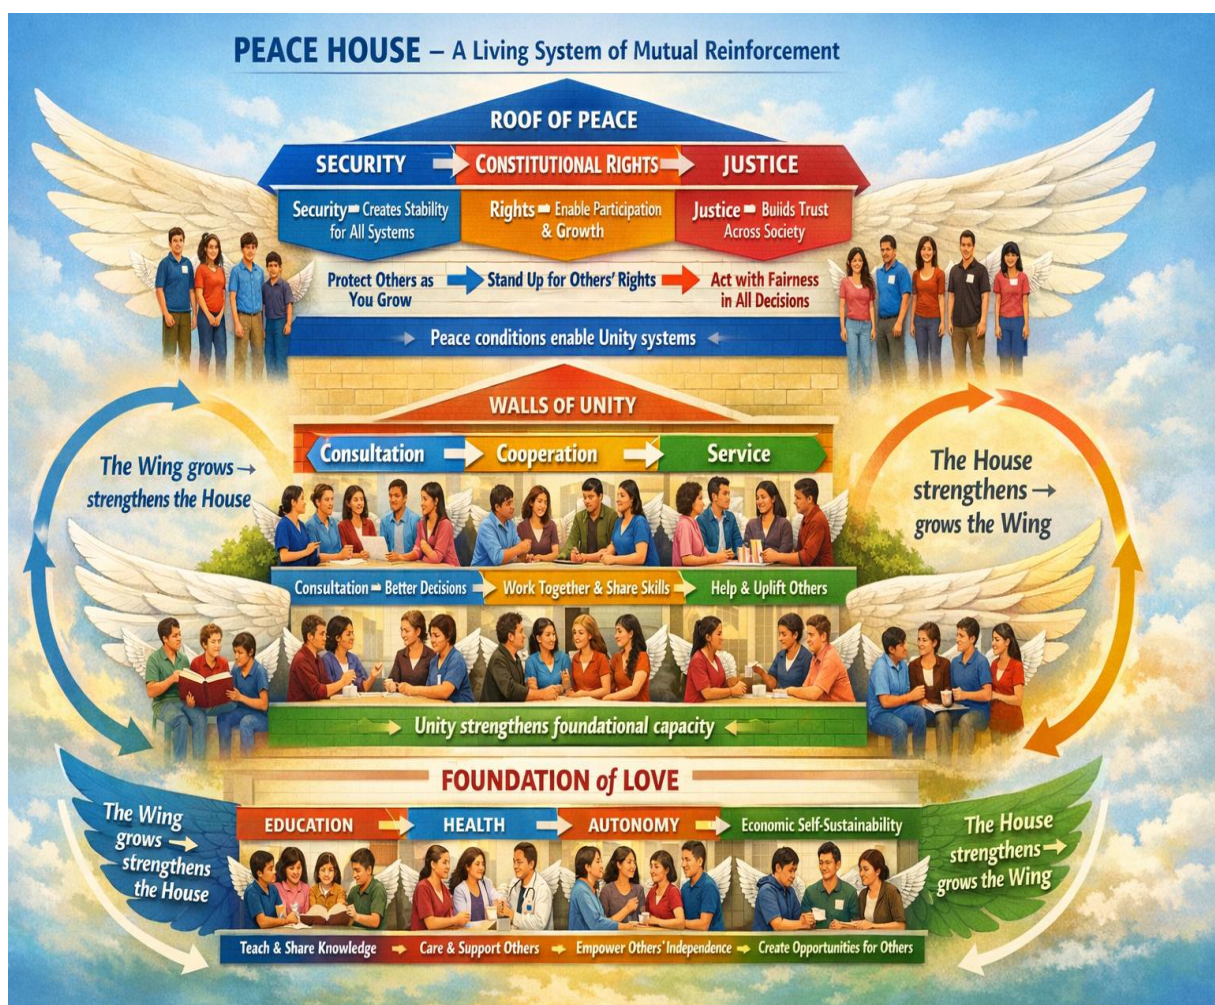 PEACE HOUSE – A Living System of Mutual Reinforcement
ROOF OF PEACE
SECURITY
CONSTITUTIONAL RIGHTS
JUSTICE
Security Creates Stability
for All Systems
Rights Enable Participation
& Growth
Justice Builds Trust
Across Society
Protect Others as
You Grow
Stand Up for Others' Rights
Act with Fairness
in All Decisions
Peace conditions enable Unity systems
WALLS OF UNITY
Consultation
Cooperation
Service
The Wing grows →
strengthens the House
The House
strengthens →
grows the Wing
Consultation Better Decisions
Work Together & Share Skills
Help & Uplift Others
Unity strengthens foundational capacity
FOUNDATION of LOVE
The Wing
grows →
strengthens
the House
EDUCATION
HEALTH
AUTONOMY
Economic Self-Sustainability
The House
strengthens →
grows the Wing
Teach & Share Knowledge
Care & Support Others
Empower Others' Independence
Create Opportunities for Others